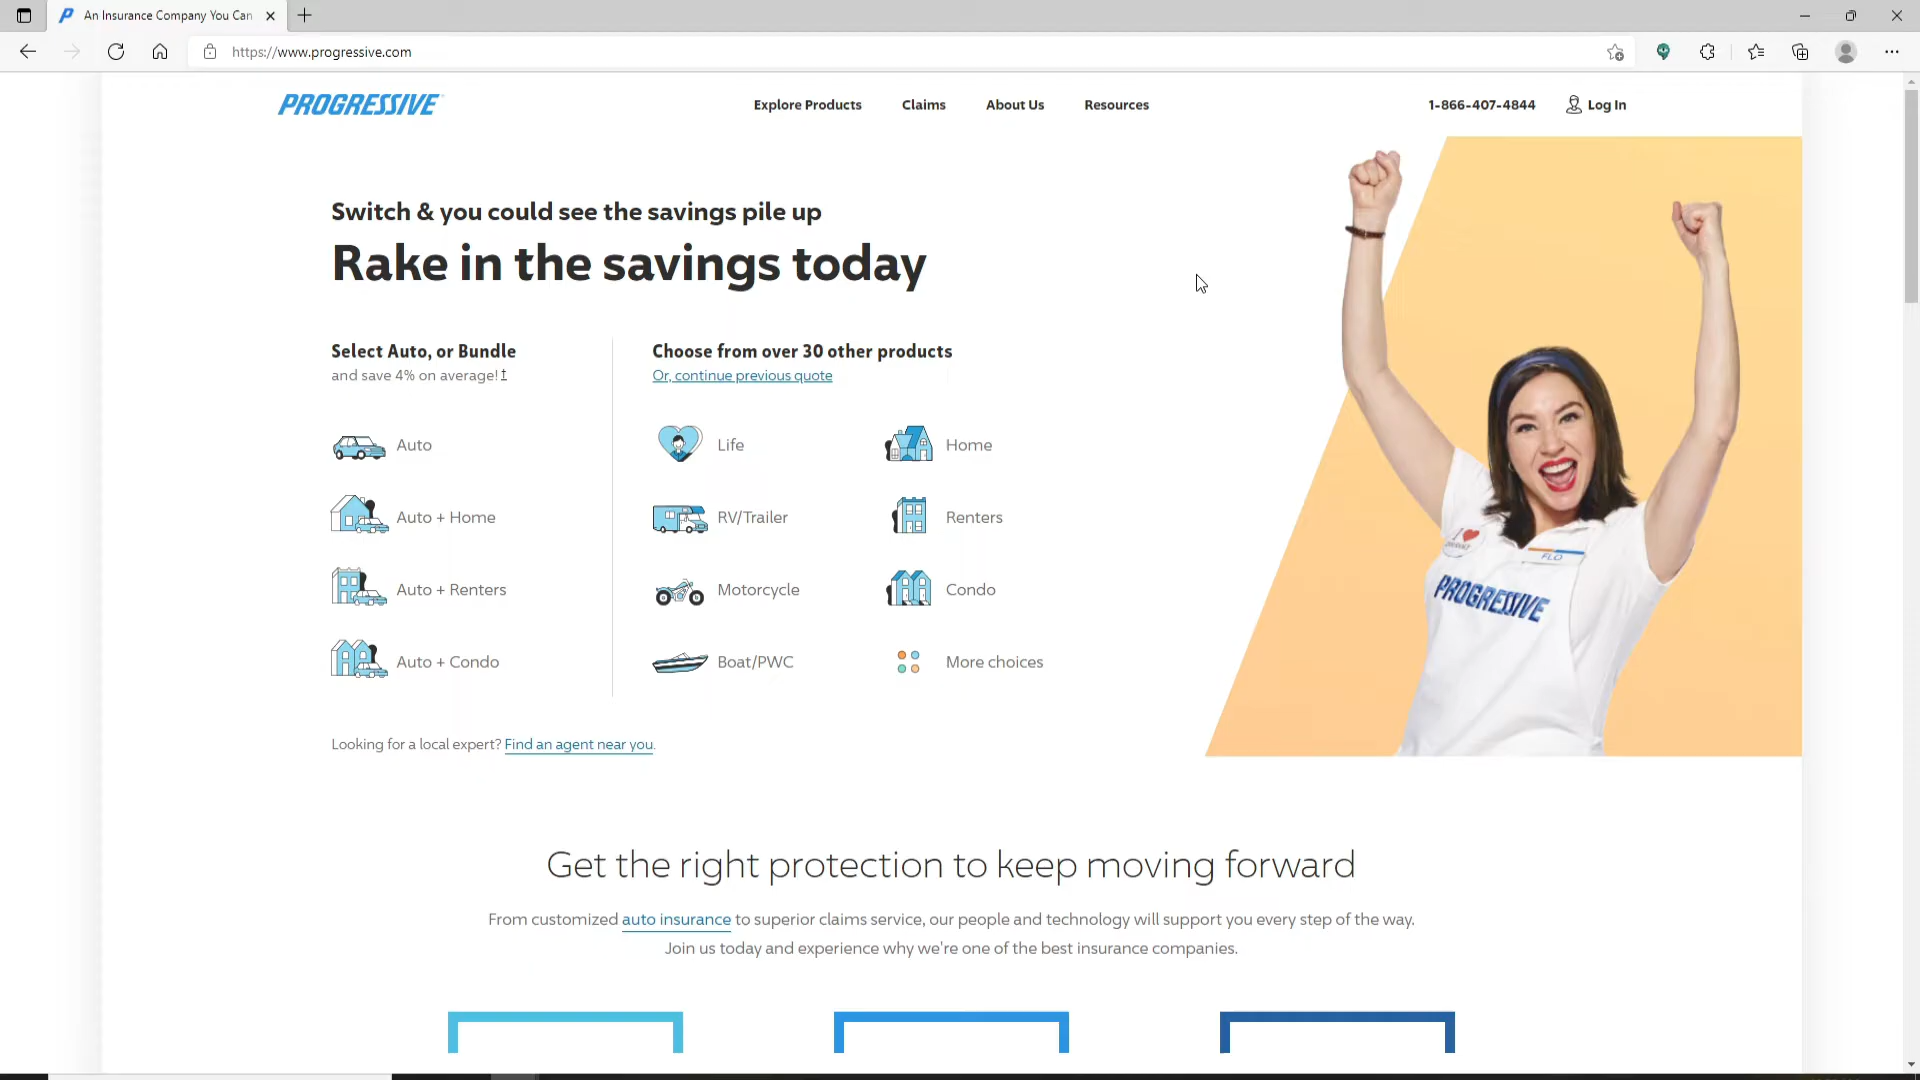 An Insurance Company You Can
https://www.progressive.com
PROGRESSIVE
Explore Products
Claims
About Us
Resources
1-866-407-4844
Log In
Switch & you could see the savings pile up
Rake in the savings today
Select Auto, or Bundle
and save 4% on average!‡
Choose from over 30 other products
Or, continue previous quote
Auto
Life
Home
Auto + Home
RV/Trailer
Renters
Auto + Renters
Motorcycle
Condo
Auto + Condo
Boat/PWC
More choices
I
FLO
PROGRESSIVE
Looking for a local expert? Find an agent near you.
Get the right protection to keep moving forward
From customized auto insurance to superior claims service, our people and technology will support you every step of the way.
Join us today and experience why we're one of the best insurance companies.